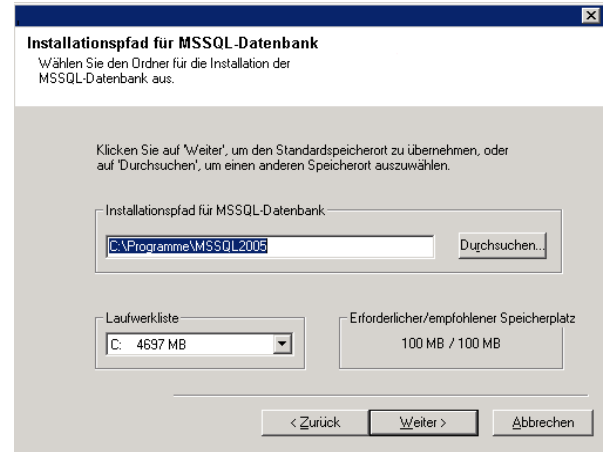 Installationspfad für MSSQL-Datenbank
Wählen Sie den Ordner für die Installation der
MSSQL-Datenbank aus.
Klicken Sie auf 'Weiter', um den Standardspeicherort zu übernehmen, oder
auf 'Durchsuchen', um einen anderen Speicherort auszuwählen.
Installationspfad für MSSQL-Datenbank
C:\Programme\MSSQL2005
Durchsuchen...
Laufwerkliste
C: 4697 MB
Erforderlicher/empfohlener Speicherplatz
100 MB / 100 MB
< Zurück
Weiter >
Abbrechen